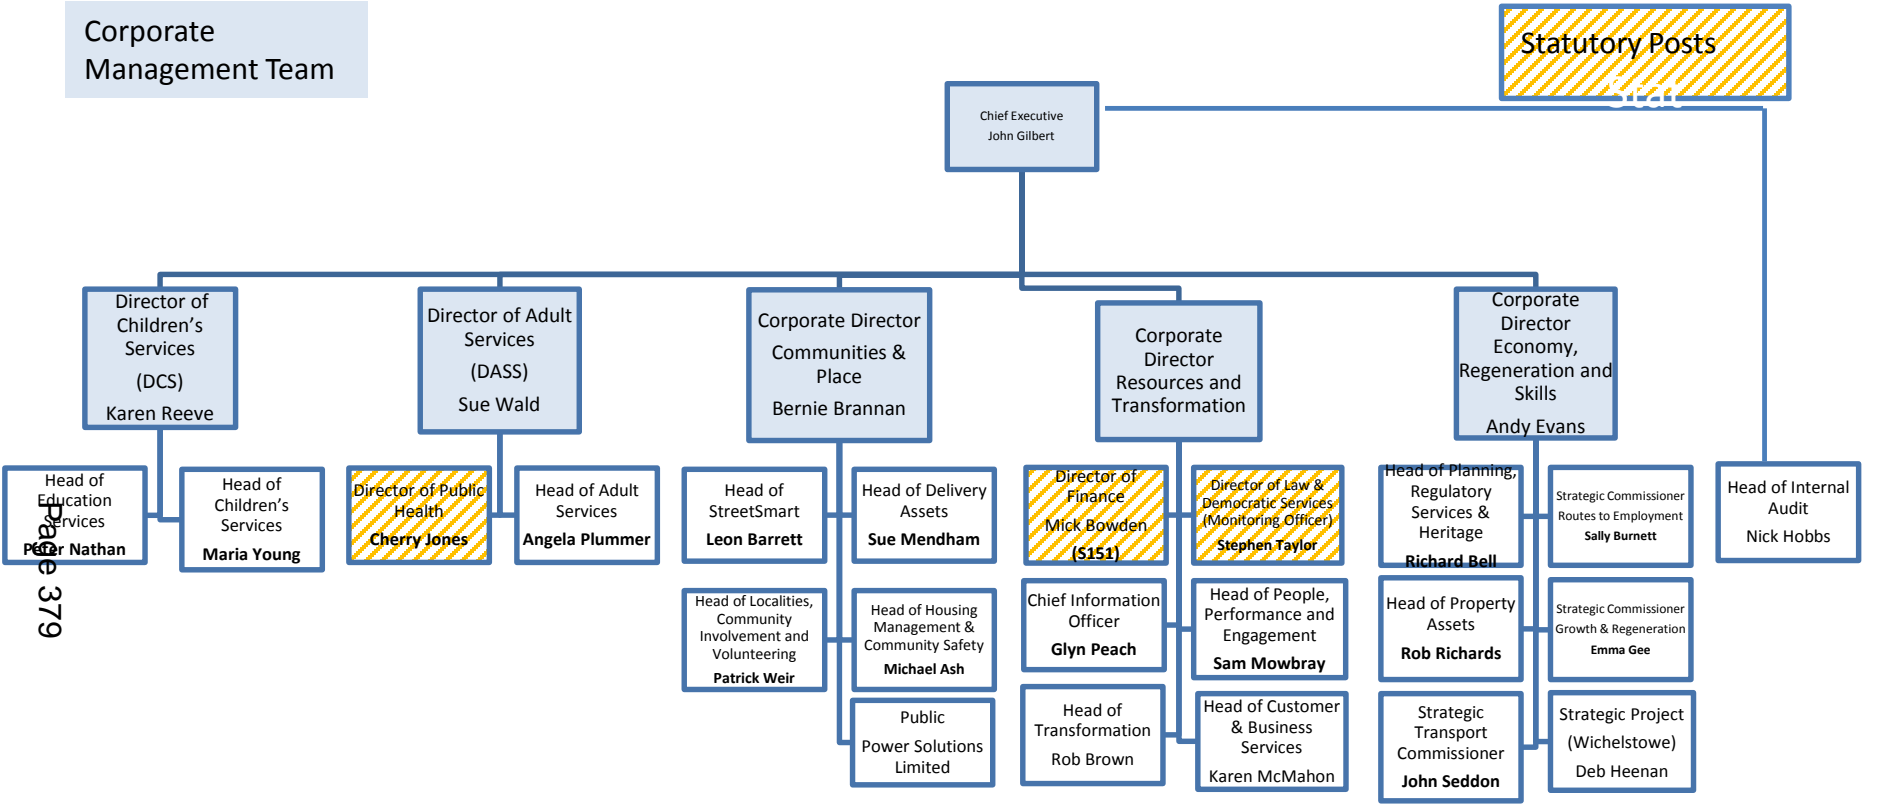 Corporate
Management Team
Statutory Posts
Stat
Chief Executive
John Gilbert
Director of
Children’s
Services
(DCS)
Karen Reeve
Director of Adult
Services
(DASS)
Sue Wald
Corporate Director
Communities &
Place
Bernie Brannan
Corporate
Director
Resources and
Transformation
Corporate
Director
Economy,
Regeneration and
Skills
Andy Evans
Head of
Education
Services
Peter Nathan
Head of
Children’s
Services
Maria Young
Director of Public
Health
Cherry Jones
Head of Adult
Services
Angela Plummer
Head of
StreetSmart
Leon Barrett
Head of Delivery
Assets
Sue Mendham
Director of
Finance
Mick Bowden
(S151)
Director of Law &
Democratic Services
(Monitoring Officer)
Stephen Taylor
Head of Planning,
Regulatory
Services &
Heritage
Richard Bell
Strategic Commissioner
Routes to Employment
Sally Burnett
Head of Internal
Audit
Nick Hobbs
Head of Localities,
Community
Involvement and
Volunteering
Patrick Weir
Head of Housing
Management &
Community Safety
Michael Ash
Chief Information
Officer
Glyn Peach
Head of People,
Performance and
Engagement
Sam Mowbray
Head of Property
Assets
Rob Richards
Strategic Commissioner
Growth & Regeneration
Emma Gee
Public
Power Solutions
Limited
Head of
Transformation
Rob Brown
Head of Customer
& Business
Services
Karen McMahon
Strategic
Transport
Commissioner
John Seddon
Strategic Project
(Wichelstowe)
Deb Heenan
Page 379